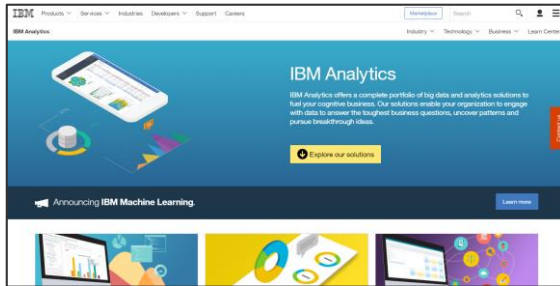 IBM Products Services Industries Developers Support Careers Marketplace Search
IBM Analytics Industry Technology Business Learn Center
IBM Analytics
IBM Analytics offers a complete portfolio of big data and analytics solutions to
fuel your cognitive business. Our solutions enable your organization to engage
with data to answer the toughest business questions, uncover patterns and
pursue breakthrough ideas.
Contact us
Explore our solutions
Announcing IBM Machine Learning. Learn more